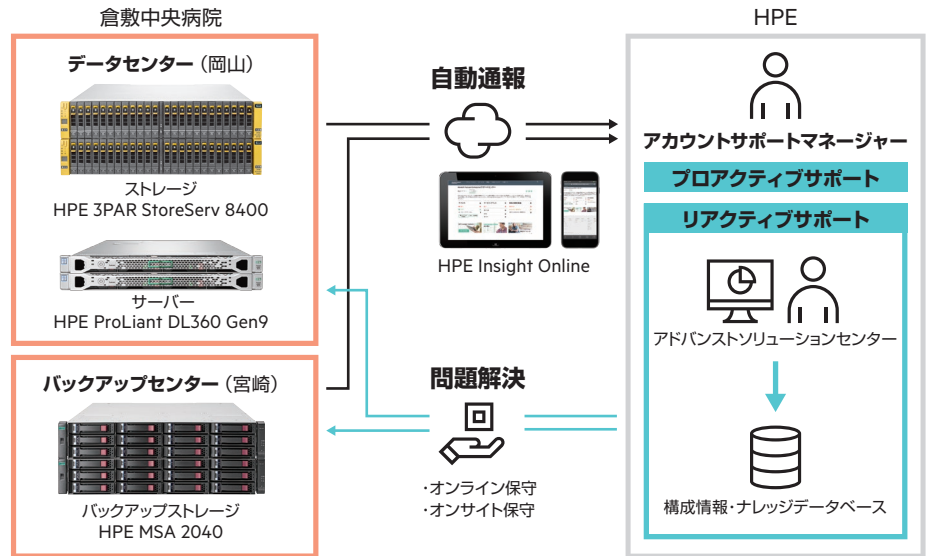 倉敷中央病院
データセンター（岡山）
ストレージ
HPE 3PAR StoreServ 8400
サーバー
HPE ProLiant DL360 Gen9
バックアップセンター（宮崎）
バックアップストレージ
HPE MSA 2040
自動通報
HPE Insight Online
問題解決
・オンライン保守
・オンサイト保守
HPE
アカウントサポートマネージャー
プロアクティブサポート
リアクティブサポート
アドバンストソリューションセンター
構成情報・ナレッジデータベース